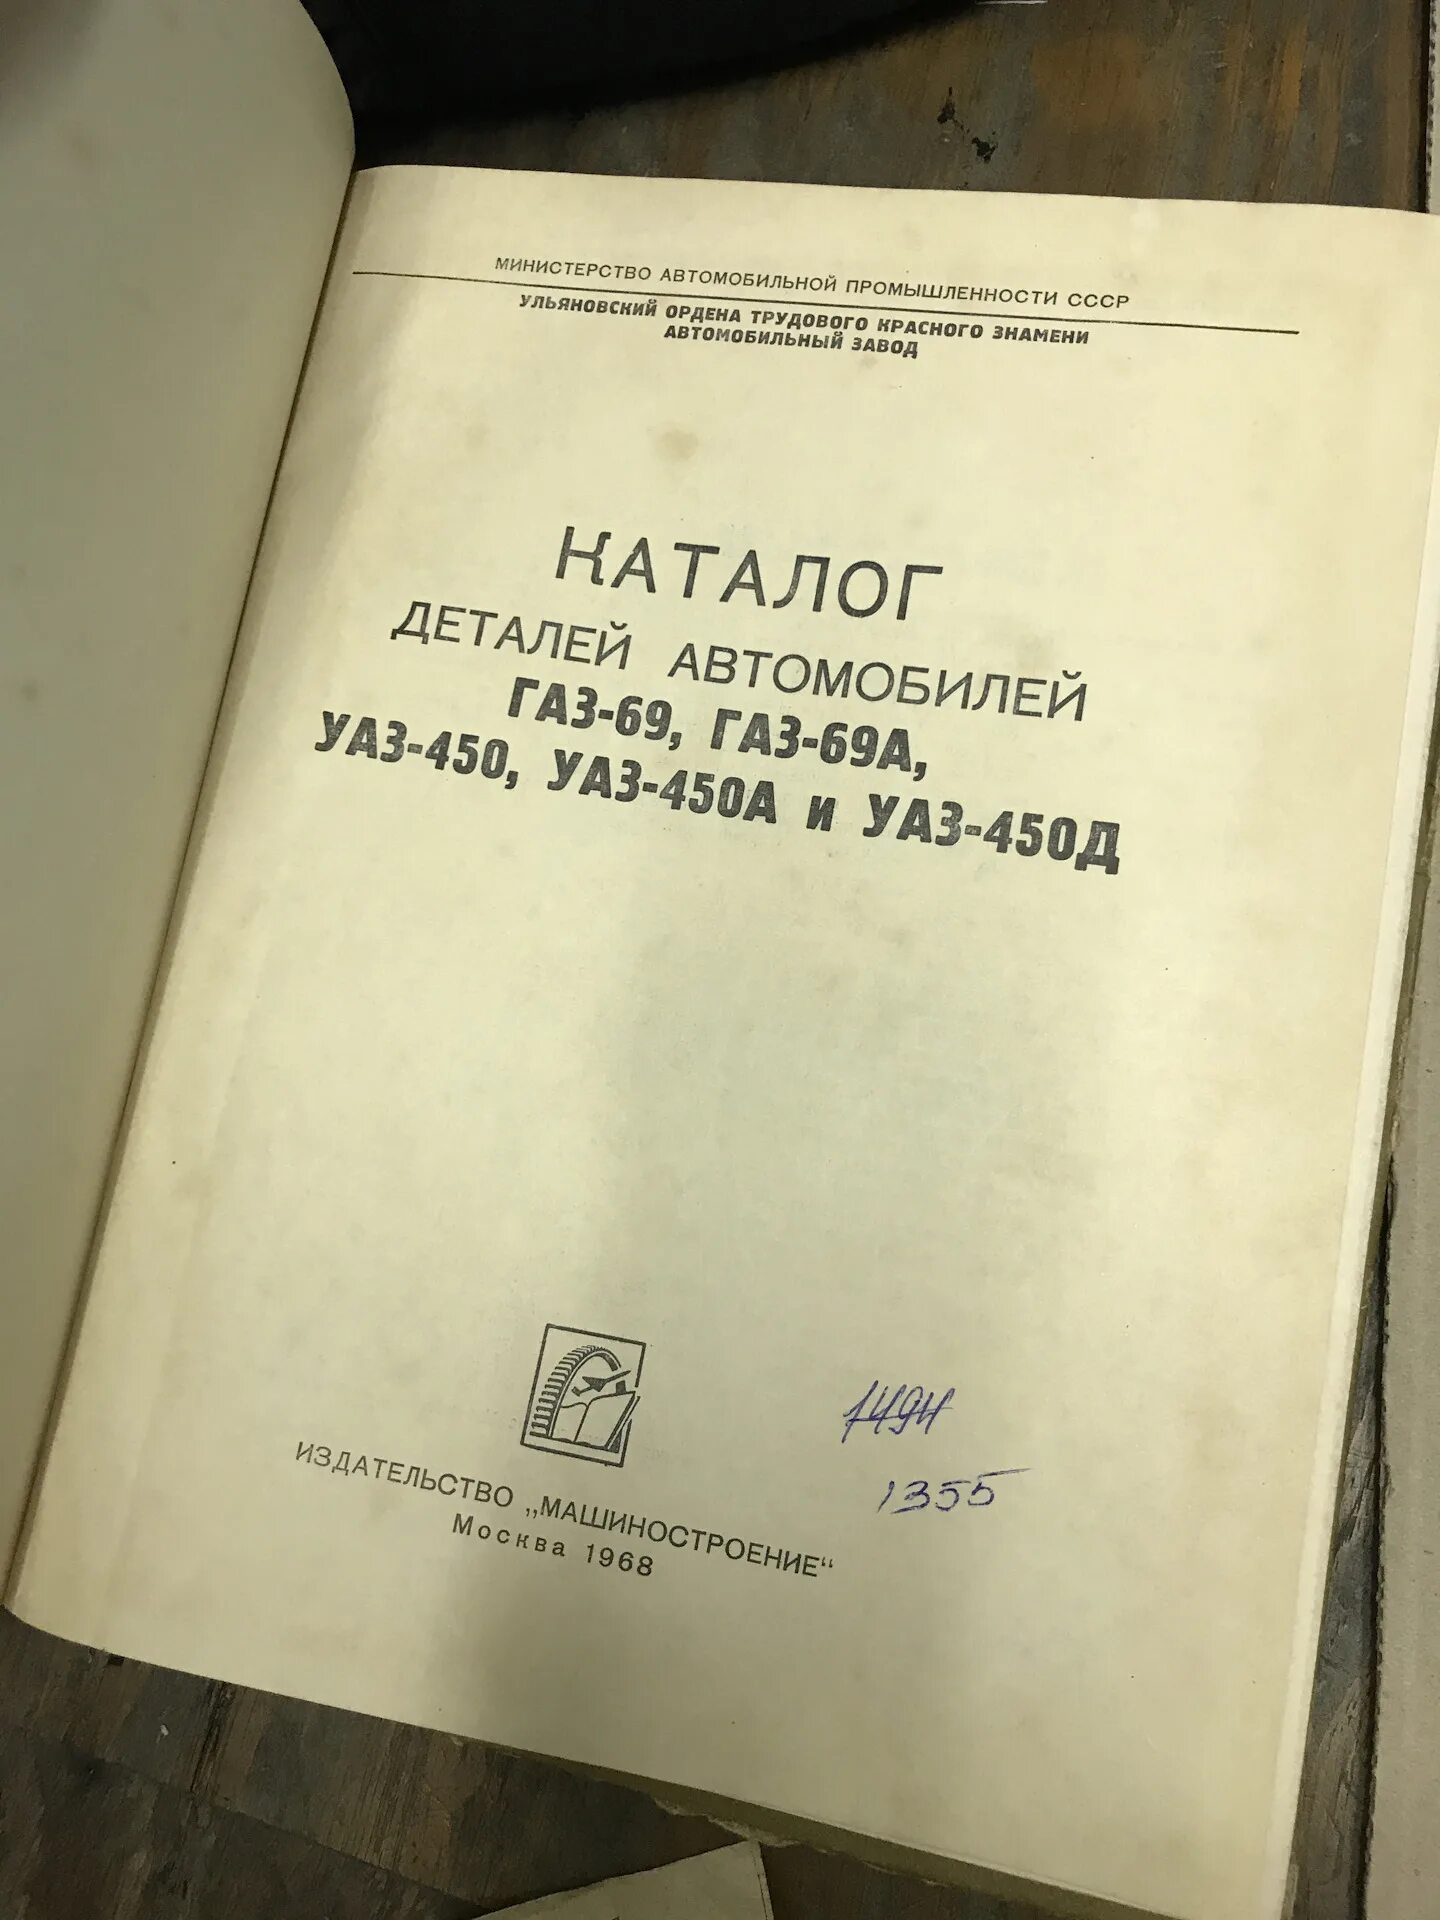 МИНИСТЕРСТВО АВТОМОБИЛЬНОЙ ПРОМЫШЛЕННОСТИ СССР
УЛЬЯНОВСКИЙ ОРДЕНА ТРУДОВОГО КРАСНОГО ЗНАМЕНИ
АВТОМОБИЛЬНЫЙ ЗАВОД
КАТАЛОГ
ДЕТАЛЕЙ АВТОМОБИЛЕЙ
ГАЗ-69, ГАЗ-69А,
УАЗ-450, УАЗ-450А и УАЗ-450Д
1494
1355
ИЗДАТЕЛЬСТВО „МАШИНОСТРОЕНИЕ“
Москва 1968